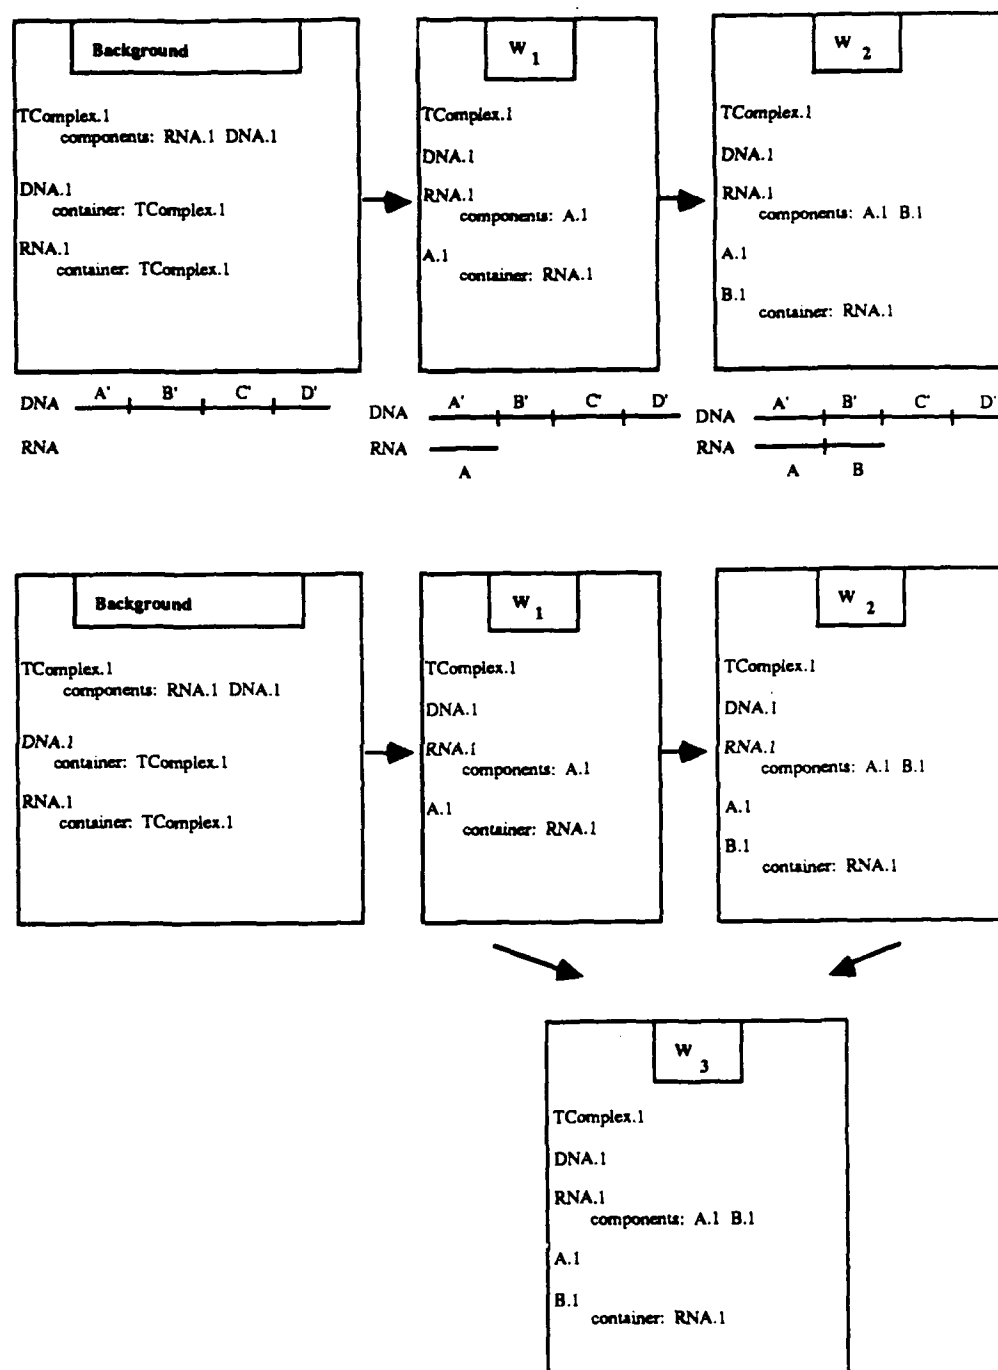 Background
TComplex.1
components: RNA.1 DNA.1
DNA.1
container: TComplex.1
RNA.1
container: TComplex.1
W 1
TComplex.1
DNA.1
RNA.1
components: A.1
A.1
container: RNA.1
W 2
TComplex.1
DNA.1
RNA.1
components: A.1 B.1
A.1
B.1
container: RNA.1
DNA A' B' C' D'
RNA
DNA A' B' C' D'
RNA
A
DNA A' B' C' D'
RNA
A B
Background
TComplex.1
components: RNA.1 DNA.1
DNA.1
container: TComplex.1
RNA.1
container: TComplex.1
W 1
TComplex.1
DNA.1
RNA.1
components: A.1
A.1
container: RNA.1
W 2
TComplex.1
DNA.1
RNA.1
components: A.1 B.1
A.1
B.1
container: RNA.1
W 3
TComplex.1
DNA.1
RNA.1
components: A.1 B.1
A.1
B.1
container: RNA.1